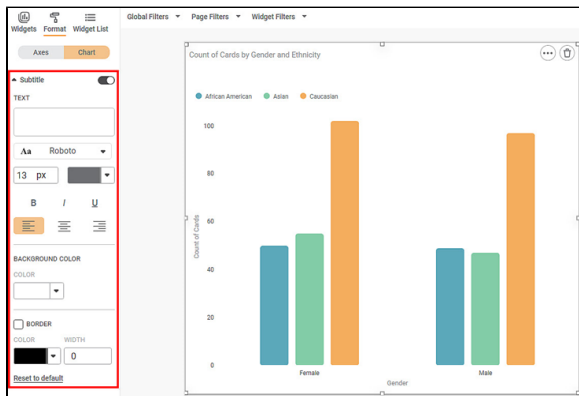 Widgets Format Widget List
Global Filters Page Filters Widget Filters
Axes Chart
Subtitle
TEXT
Aa Roboto
13 px
B I U
BACKGROUND COLOR
COLOR
BORDER
COLOR WIDTH
0
Reset to default
Count of Cards by Gender and Ethnicity
African American Asian Caucasian
Count of Cards
100
80
60
40
20
0
Female Male
Gender